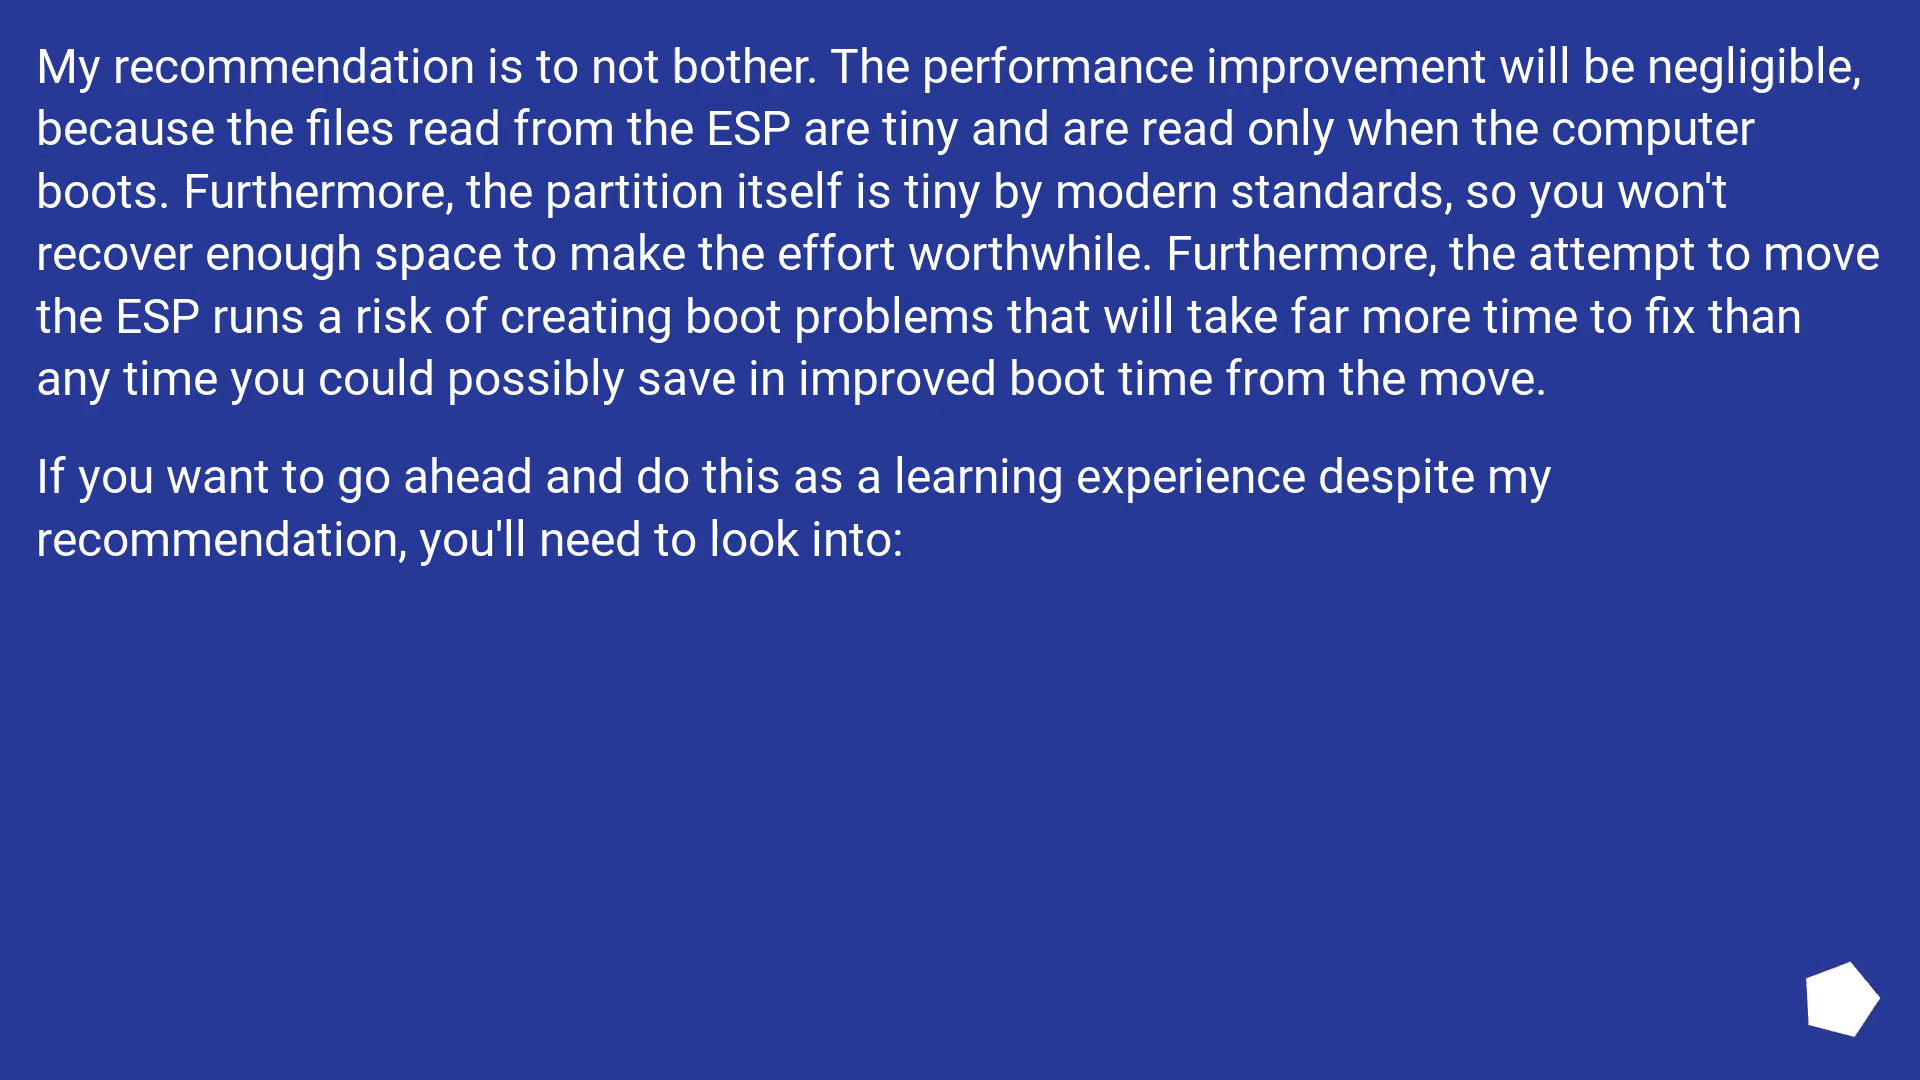 My recommendation is to not bother. The performance improvement will be negligible,
because the files read from the ESP are tiny and are read only when the computer
boots. Furthermore, the partition itself is tiny by modern standards, so you won't
recover enough space to make the effort worthwhile. Furthermore, the attempt to move
the ESP runs a risk of creating boot problems that will take far more time to fix than
any time you could possibly save in improved boot time from the move.
If you want to go ahead and do this as a learning experience despite my
recommendation, you'll need to look into: